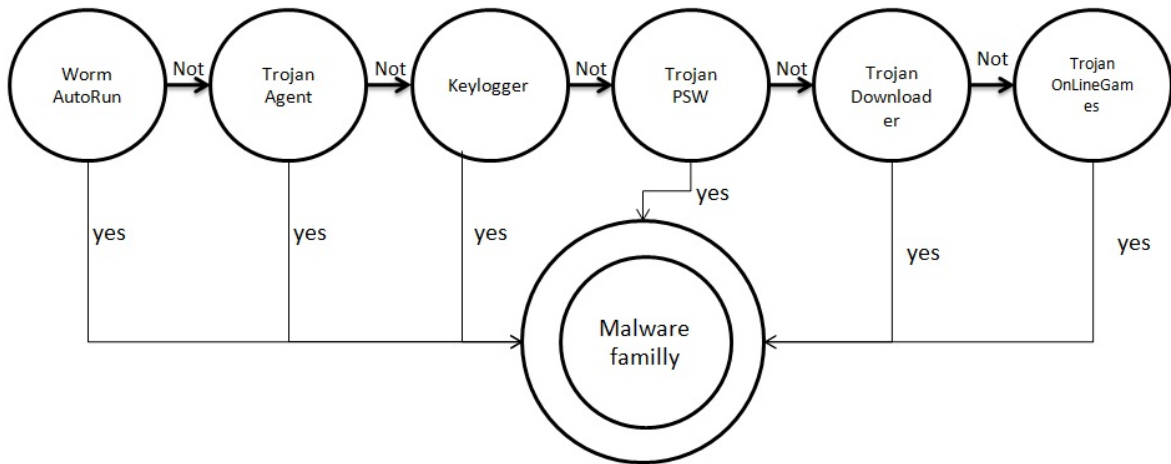 Worm
AutoRun
Not
Trojan
Agent
Not
Keylogger
Not
Trojan
PSW
Not
Trojan
Download
er
Not
Trojan
OnLineGam
es
yes
yes
yes
yes
yes
yes
Malware
familly